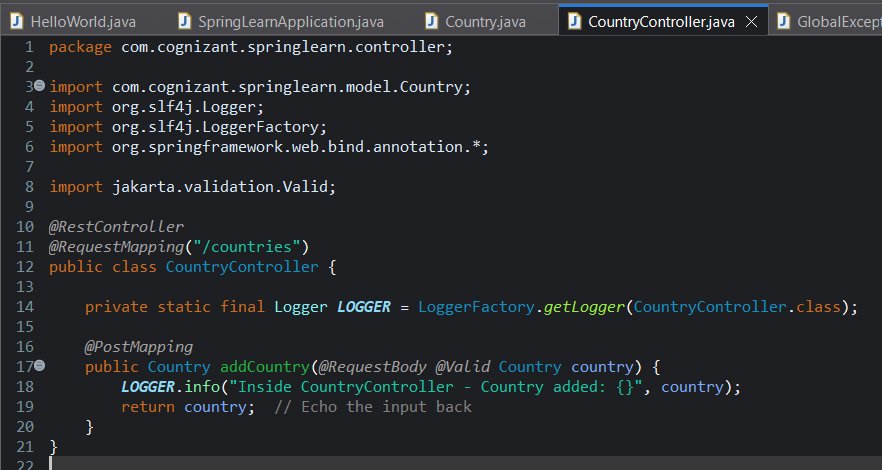 HelloWorld.java SpringLearnApplication.java Country.java CountryController.java GlobalExcept
1 package com.cognizant.springlearn.controller;
2
3 import com.cognizant.springlearn.model.Country;
4 import org.slf4j.Logger;
5 import org.slf4j.LoggerFactory;
6 import org.springframework.web.bind.annotation.*;
7
8 import jakarta.validation.Valid;
9
10 @RestController
11 @RequestMapping("/countries")
12 public class CountryController {
13
14     private static final Logger LOGGER = LoggerFactory.getLogger(CountryController.class);
15
16     @PostMapping
17     public Country addCountry(@RequestBody @Valid Country country) {
18         LOGGER.info("Inside CountryController - Country added: {}", country);
19         return country;  // Echo the input back
20     }
21 }
22